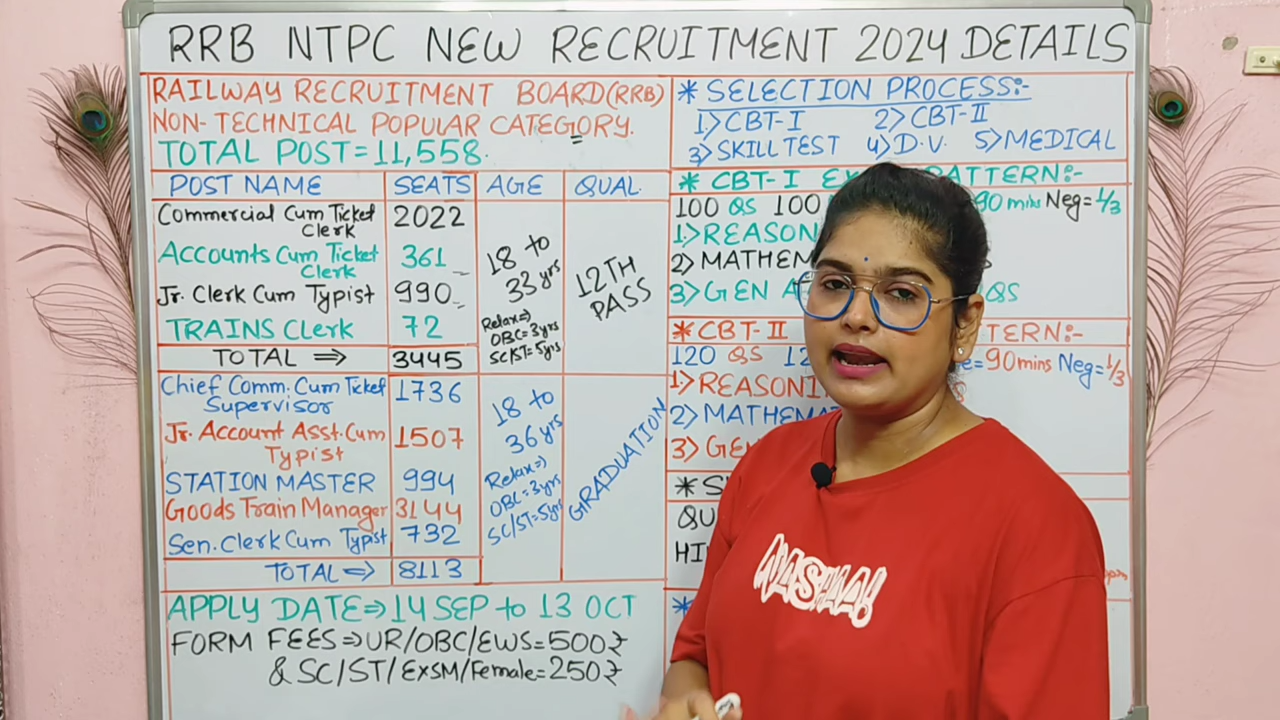 RRB NTPC NEW RECRUITMENT 2024 DETAILS
RAILWAY RECRUITMENT BOARD(RRB)
NON-TECHNICAL POPULAR CATEGORY.
TOTAL POST=11,558.
POST NAME SEATS AGE QUAL.
Commercial Cum Ticket Clerk 2022
Accounts Cum Ticket Clerk 361
Jr. Clerk Cum Typist 990
TRAINS Clerk 72
18 to
33 yrs
Relax⇒
OBC=3yrs
SC/ST=5yrs
12TH
PASS
TOTAL ⇒ 3445
Chief Comm. Cum Ticket Supervisor 1736
Jr. Account Asst. Cum Typist 1507
STATION MASTER 994
Goods Train Manager 3144
Sen. Clerk Cum Typist 732
18 to
36 yrs
Relax⇒
OBC=3yrs
SC/ST=5yrs
GRADUATION
TOTAL ⇒ 8113
APPLY DATE⇒14 SEP to 13 OCT
FORM FEES⇒UR/OBC/EWS=500₹
& SC/ST/EXSM/Female=250₹
* SELECTION PROCESS:-
1>CBT-I 2>CBT-II
3>SKILL TEST 4>D.V. 5>MEDICAL
* CBT-I
100 QS 100 90 mins Neg=1/3
1>REASON
2>MATHEM
3>GEN QS
* CBT-II
120 QS 12 =90mins Neg=1/3
1>REASONI
2>MATHEMAT
3>GE
WASHAA!